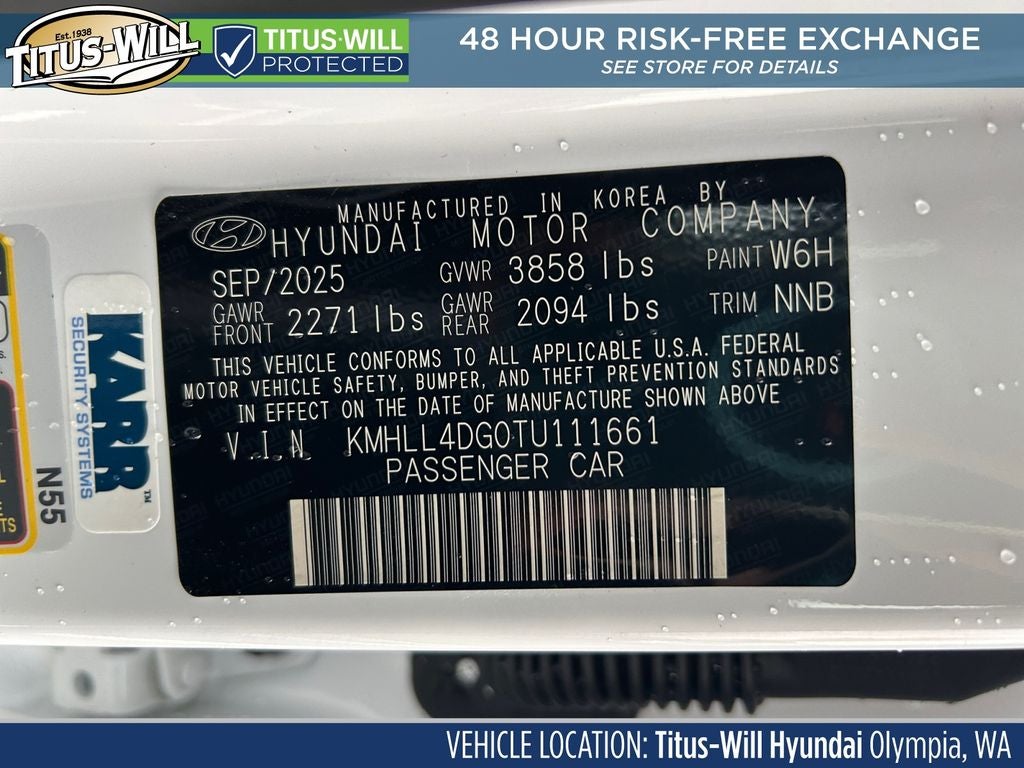 Est. 1938
TITUS-WILL
TITUS-WILL
PROTECTED
48 HOUR RISK-FREE EXCHANGE
SEE STORE FOR DETAILS
MANUFACTURED IN KOREA BY
HYUNDAI MOTOR COMPANY
SEP/2025 GVWR 3858 lbs PAINT W6H
GAWR FRONT 2271 lbs GAWR REAR 2094 lbs TRIM NNB
THIS VEHICLE CONFORMS TO ALL APPLICABLE U.S.A. FEDERAL
MOTOR VEHICLE SAFETY, BUMPER, AND THEFT PREVENTION STANDARDS
IN EFFECT ON THE DATE OF MANUFACTURE SHOWN ABOVE
VIN KMHLL4DG0TU111661
PASSENGER CAR
KARR™
SECURITY SYSTEMS
N55
VEHICLE LOCATION: Titus-Will Hyundai Olympia, WA